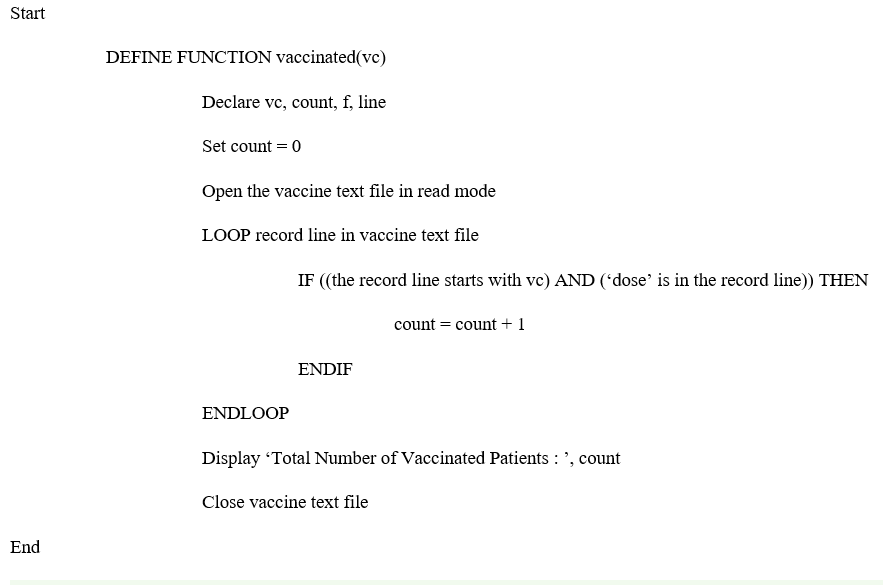 Start
DEFINE FUNCTION vaccinated(vc)
Declare vc, count, f, line
Set count = 0
Open the vaccine text file in read mode
LOOP record line in vaccine text file
IF ((the record line starts with vc) AND (‘dose’ is in the record line)) THEN
count = count + 1
ENDIF
ENDLOOP
Display ‘Total Number of Vaccinated Patients : ’, count
Close vaccine text file
End